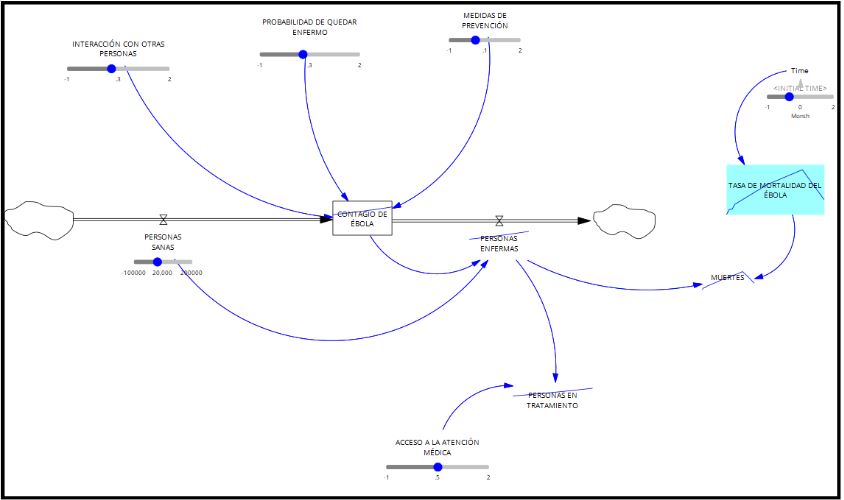 MEDIDAS DE
PREVENCIÓN
-1 .1 2
PROBABILIDAD DE QUEDAR
ENFERMO
-1 .3 2
INTERACCIÓN CON OTRAS
PERSONAS
-1 .3 2
Time
<INITIAL TIME>
-1 0 2
Month
TASA DE MORTALIDAD DEL
ÉBOLA
CONTAGIO DE
ÉBOLA
PERSONAS
SANAS
-100000 20,000 200000
PERSONAS
ENFERMAS
MUERTES
PERSONAS EN
TRATAMIENTO
ACCESO A LA ATENCIÓN
MÉDICA
-1 .5 2